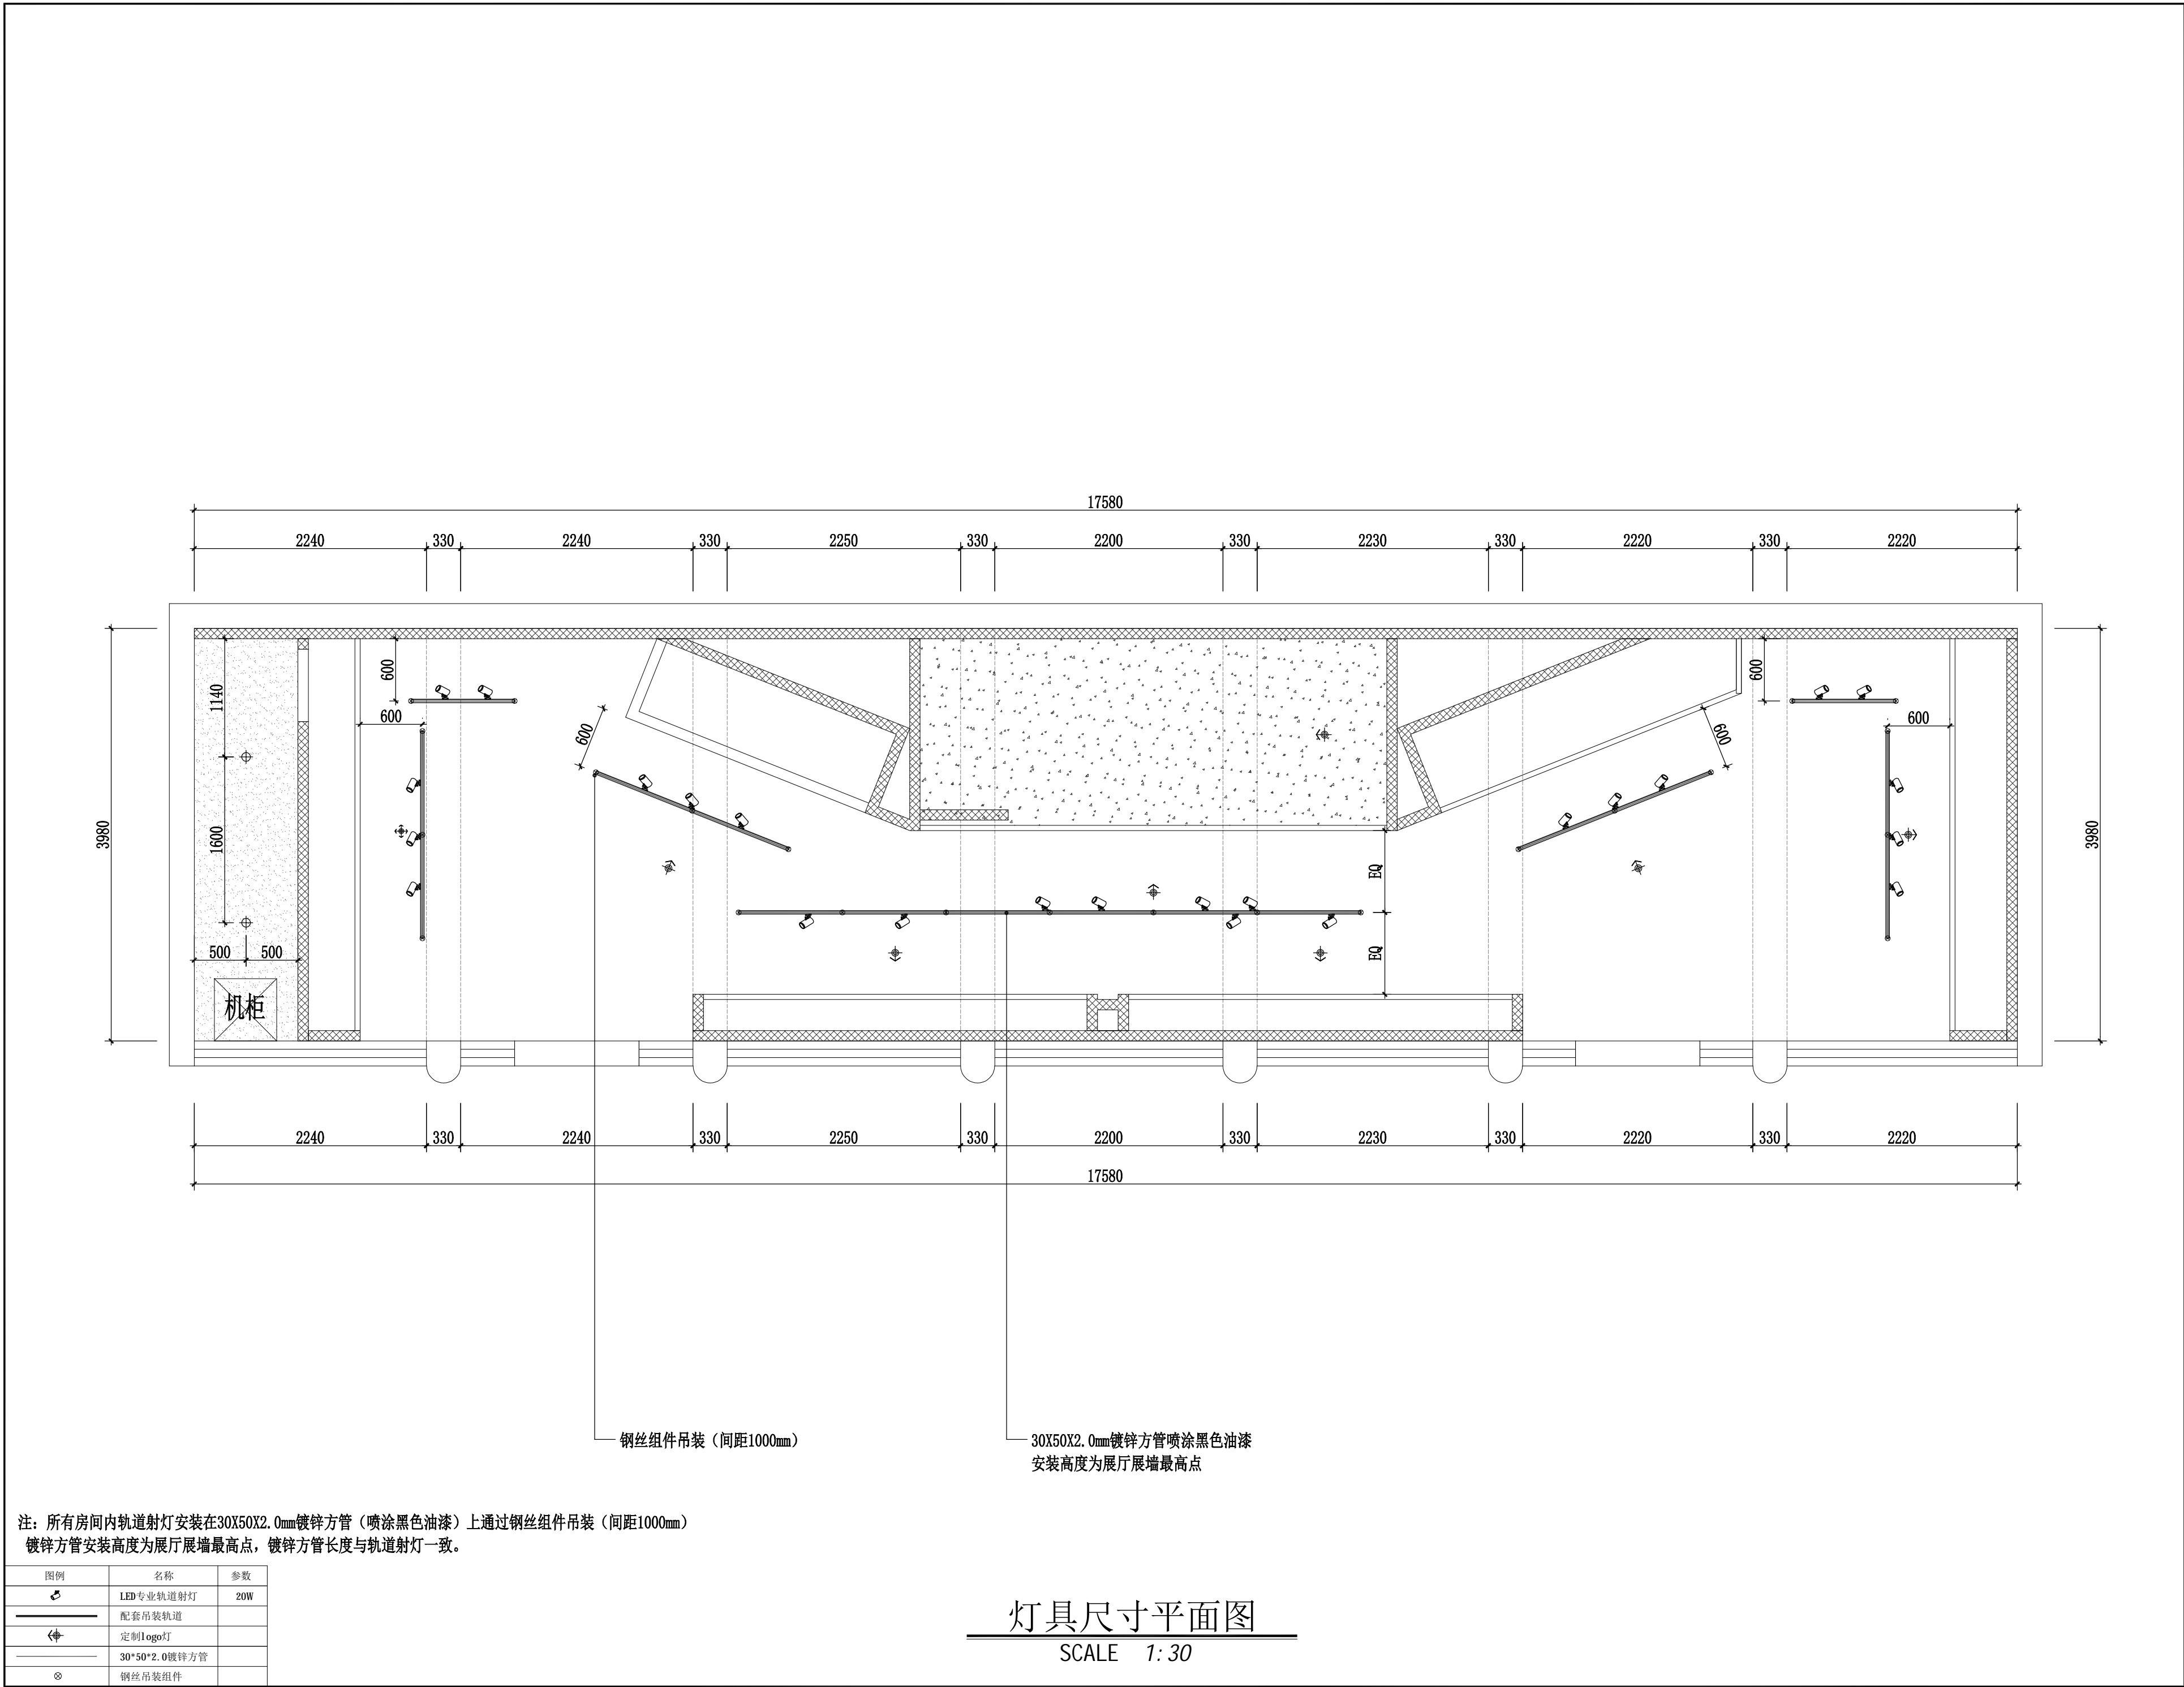 17580
2240 330 2240 330 2250 330 2200 330 2230 330 2220 330 2220
3980
1140
1600
500 500
机柜
600
600
600
EQ
EQ
600
600
600
3980
2240 330 2240 330 2250 330 2200 330 2230 330 2220 330 2220
17580
钢丝组件吊装（间距1000mm）
30X50X2.0mm镀锌方管喷涂黑色油漆
安装高度为展厅展墙最高点
注：所有房间内轨道射灯安装在30X50X2.0mm镀锌方管（喷涂黑色油漆）上通过钢丝组件吊装（间距1000mm）
镀锌方管安装高度为展厅展墙最高点，镀锌方管长度与轨道射灯一致。
图例 名称 参数
LED专业轨道射灯 20W
配套吊装轨道
定制logo灯
30*50*2.0镀锌方管
钢丝吊装组件
灯具尺寸平面图
SCALE 1:30